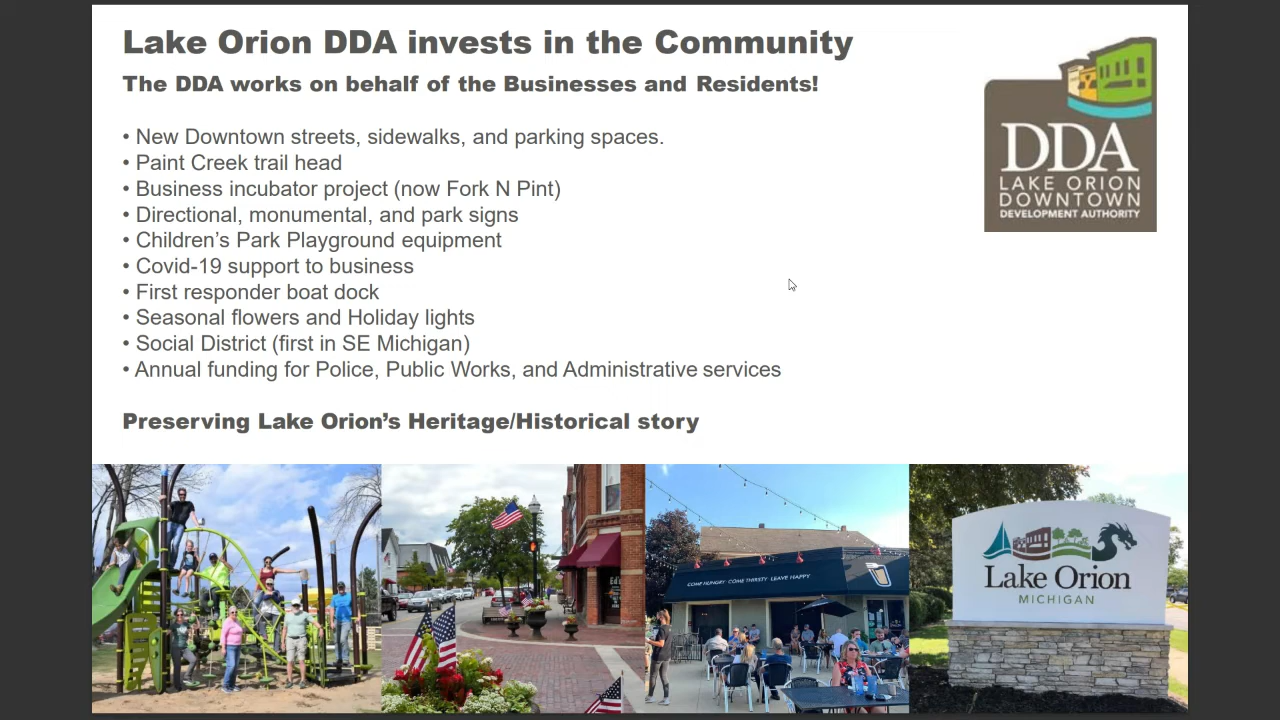 Lake Orion DDA invests in the Community
The DDA works on behalf of the Businesses and Residents!
• New Downtown streets, sidewalks, and parking spaces.
• Paint Creek trail head
• Business incubator project (now Fork N Pint)
• Directional, monumental, and park signs
• Children’s Park Playground equipment
• Covid-19 support to business
• First responder boat dock
• Seasonal flowers and Holiday lights
• Social District (first in SE Michigan)
• Annual funding for Police, Public Works, and Administrative services
Preserving Lake Orion’s Heritage/Historical story
DDA
LAKE ORION
DOWNTOWN
DEVELOPMENT AUTHORITY
COME HUNGRY COME THIRSTY LEAVE HAPPY
Lake Orion
MICHIGAN